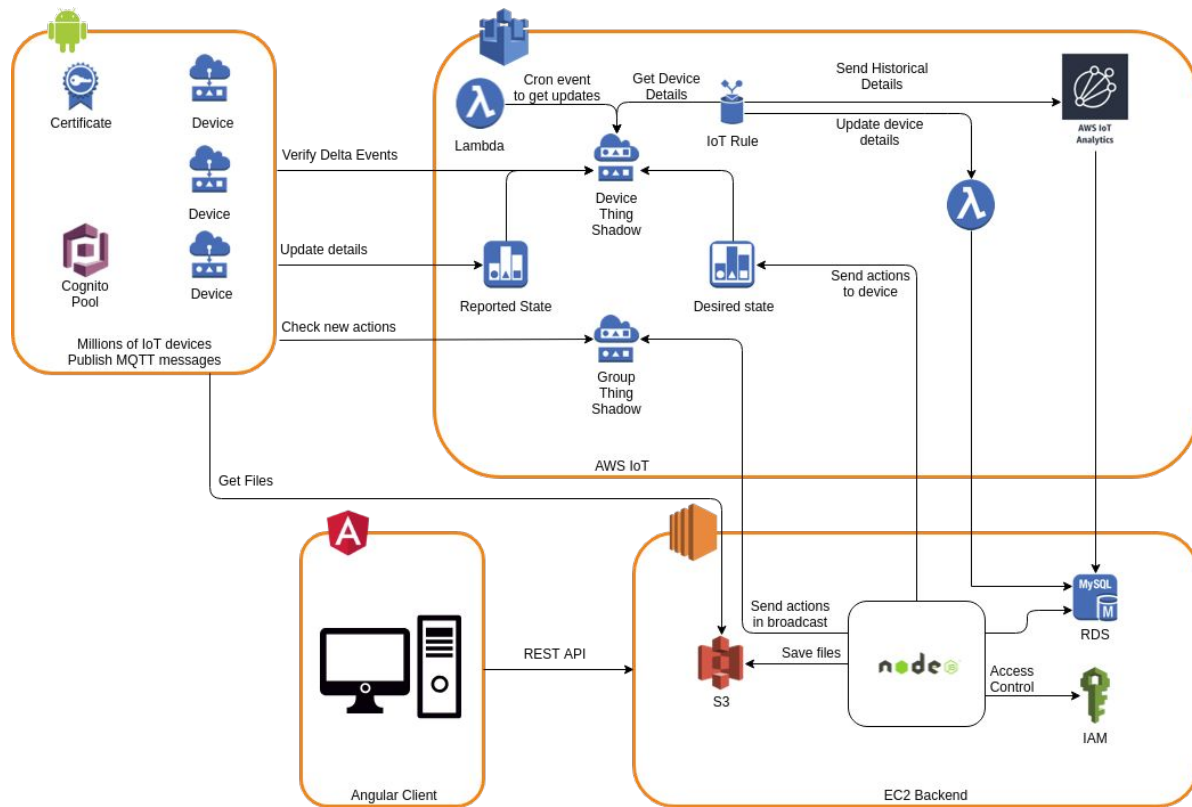 Certificate
Device
Device
Cognito
Pool
Device
Millions of IoT devices
Publish MQTT messages
Verify Delta Events
Update details
Check new actions
Get Files
Lambda
Cron event
to get updates
Get Device
Details
IoT Rule
Send Historical
Details
Update device
details
AWS IoT
Analytics
Device
Thing
Shadow
Reported State
Desired state
Send actions
to device
Group
Thing
Shadow
AWS IoT
A
REST API
Angular Client
Send actions
in broadcast
Save files
S3
node
JS
MySQL
M
RDS
Access
Control
IAM
EC2 Backend